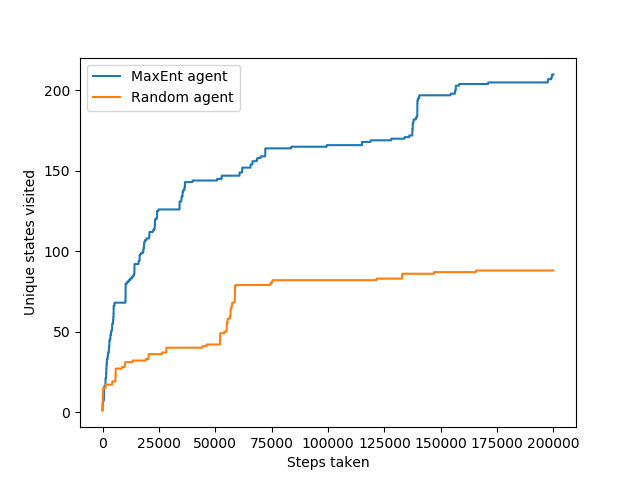 MaxEnt agent
Random agent
Unique states visited
200
150
100
50
0
0 25000 50000 75000 100000 125000 150000 175000 200000
Steps taken